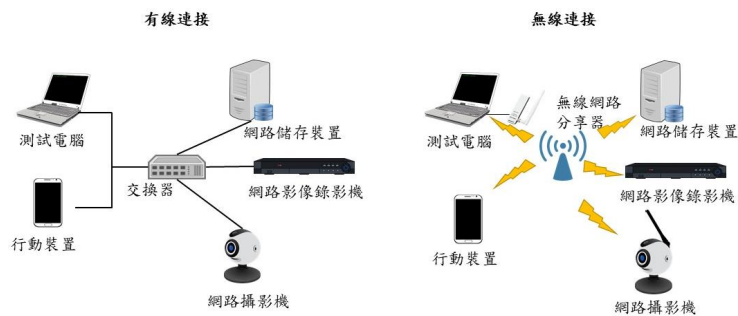 有線連接
測試電腦
網路儲存裝置
交換器
網路影像錄影機
行動裝置
網路攝影機
無線連接
無線網路
分享器
測試電腦
網路儲存裝置
網路影像錄影機
行動裝置
網路攝影機